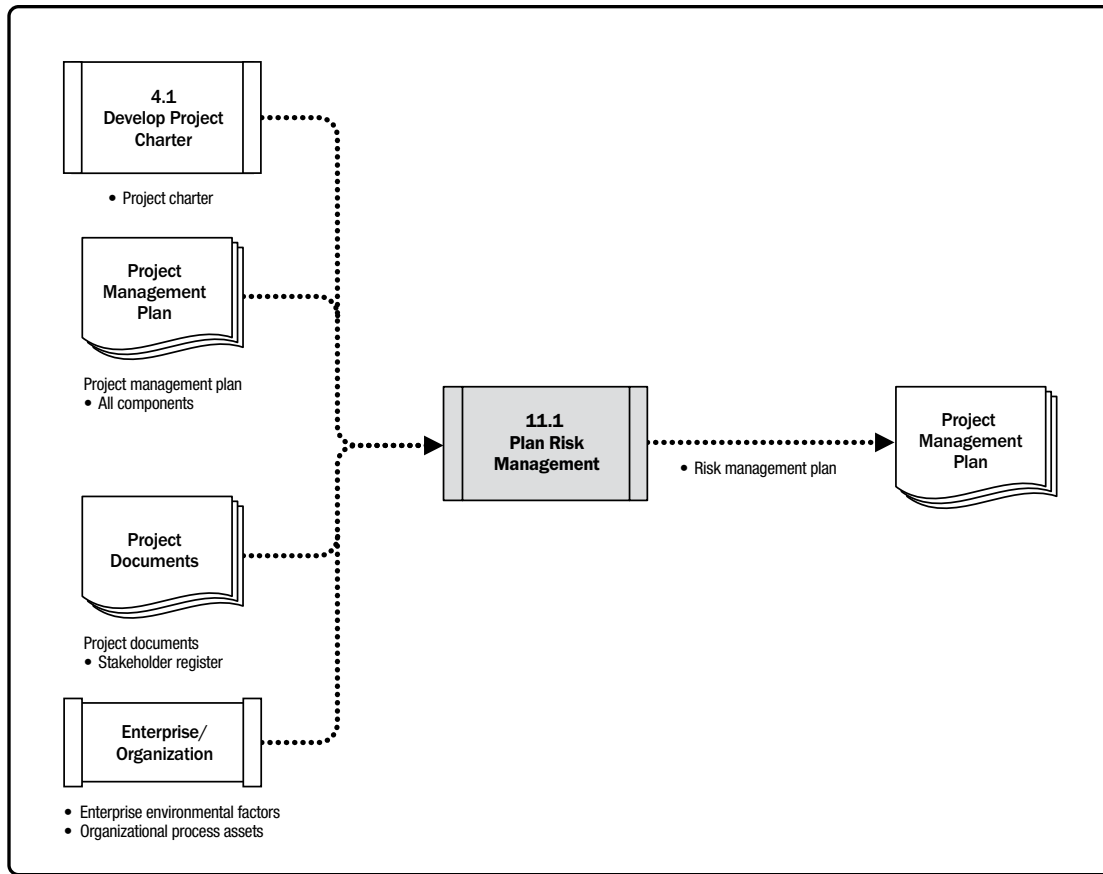 4.1
Develop Project
Charter
• Project charter
Project
Management
Plan
Project management plan
• All components
Project
Documents
Project documents
• Stakeholder register
Enterprise/
Organization
• Enterprise environmental factors
• Organizational process assets
11.1
Plan Risk
Management
• Risk management plan
Project
Management
Plan